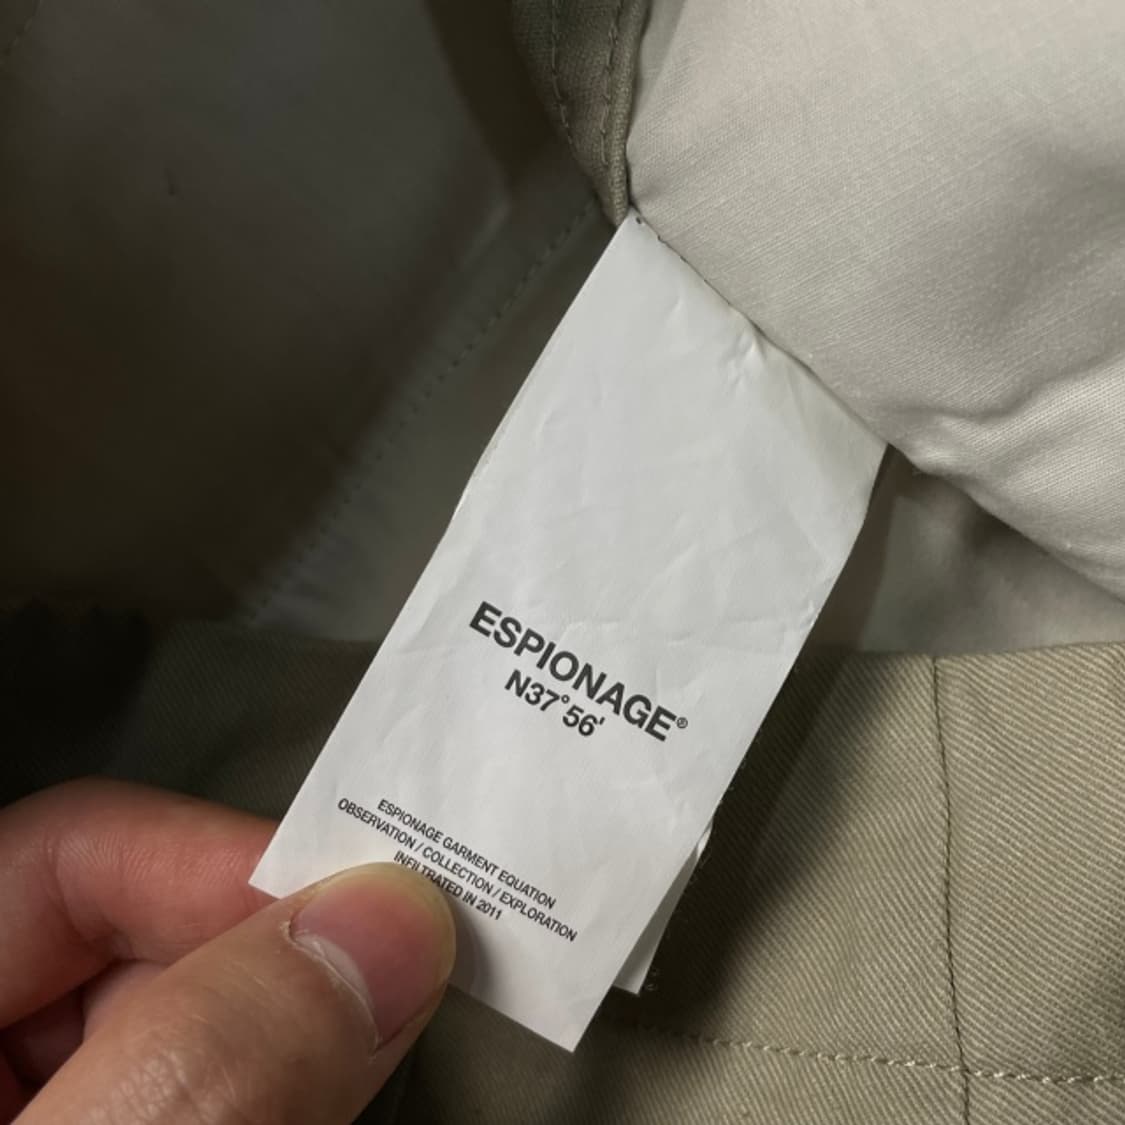 ESPIONAGE®
N37°56'
ESPIONAGE GARMENT EQUATION
OBSERVATION / COLLECTION / EXPLORATION
INFILTRATED IN 2011